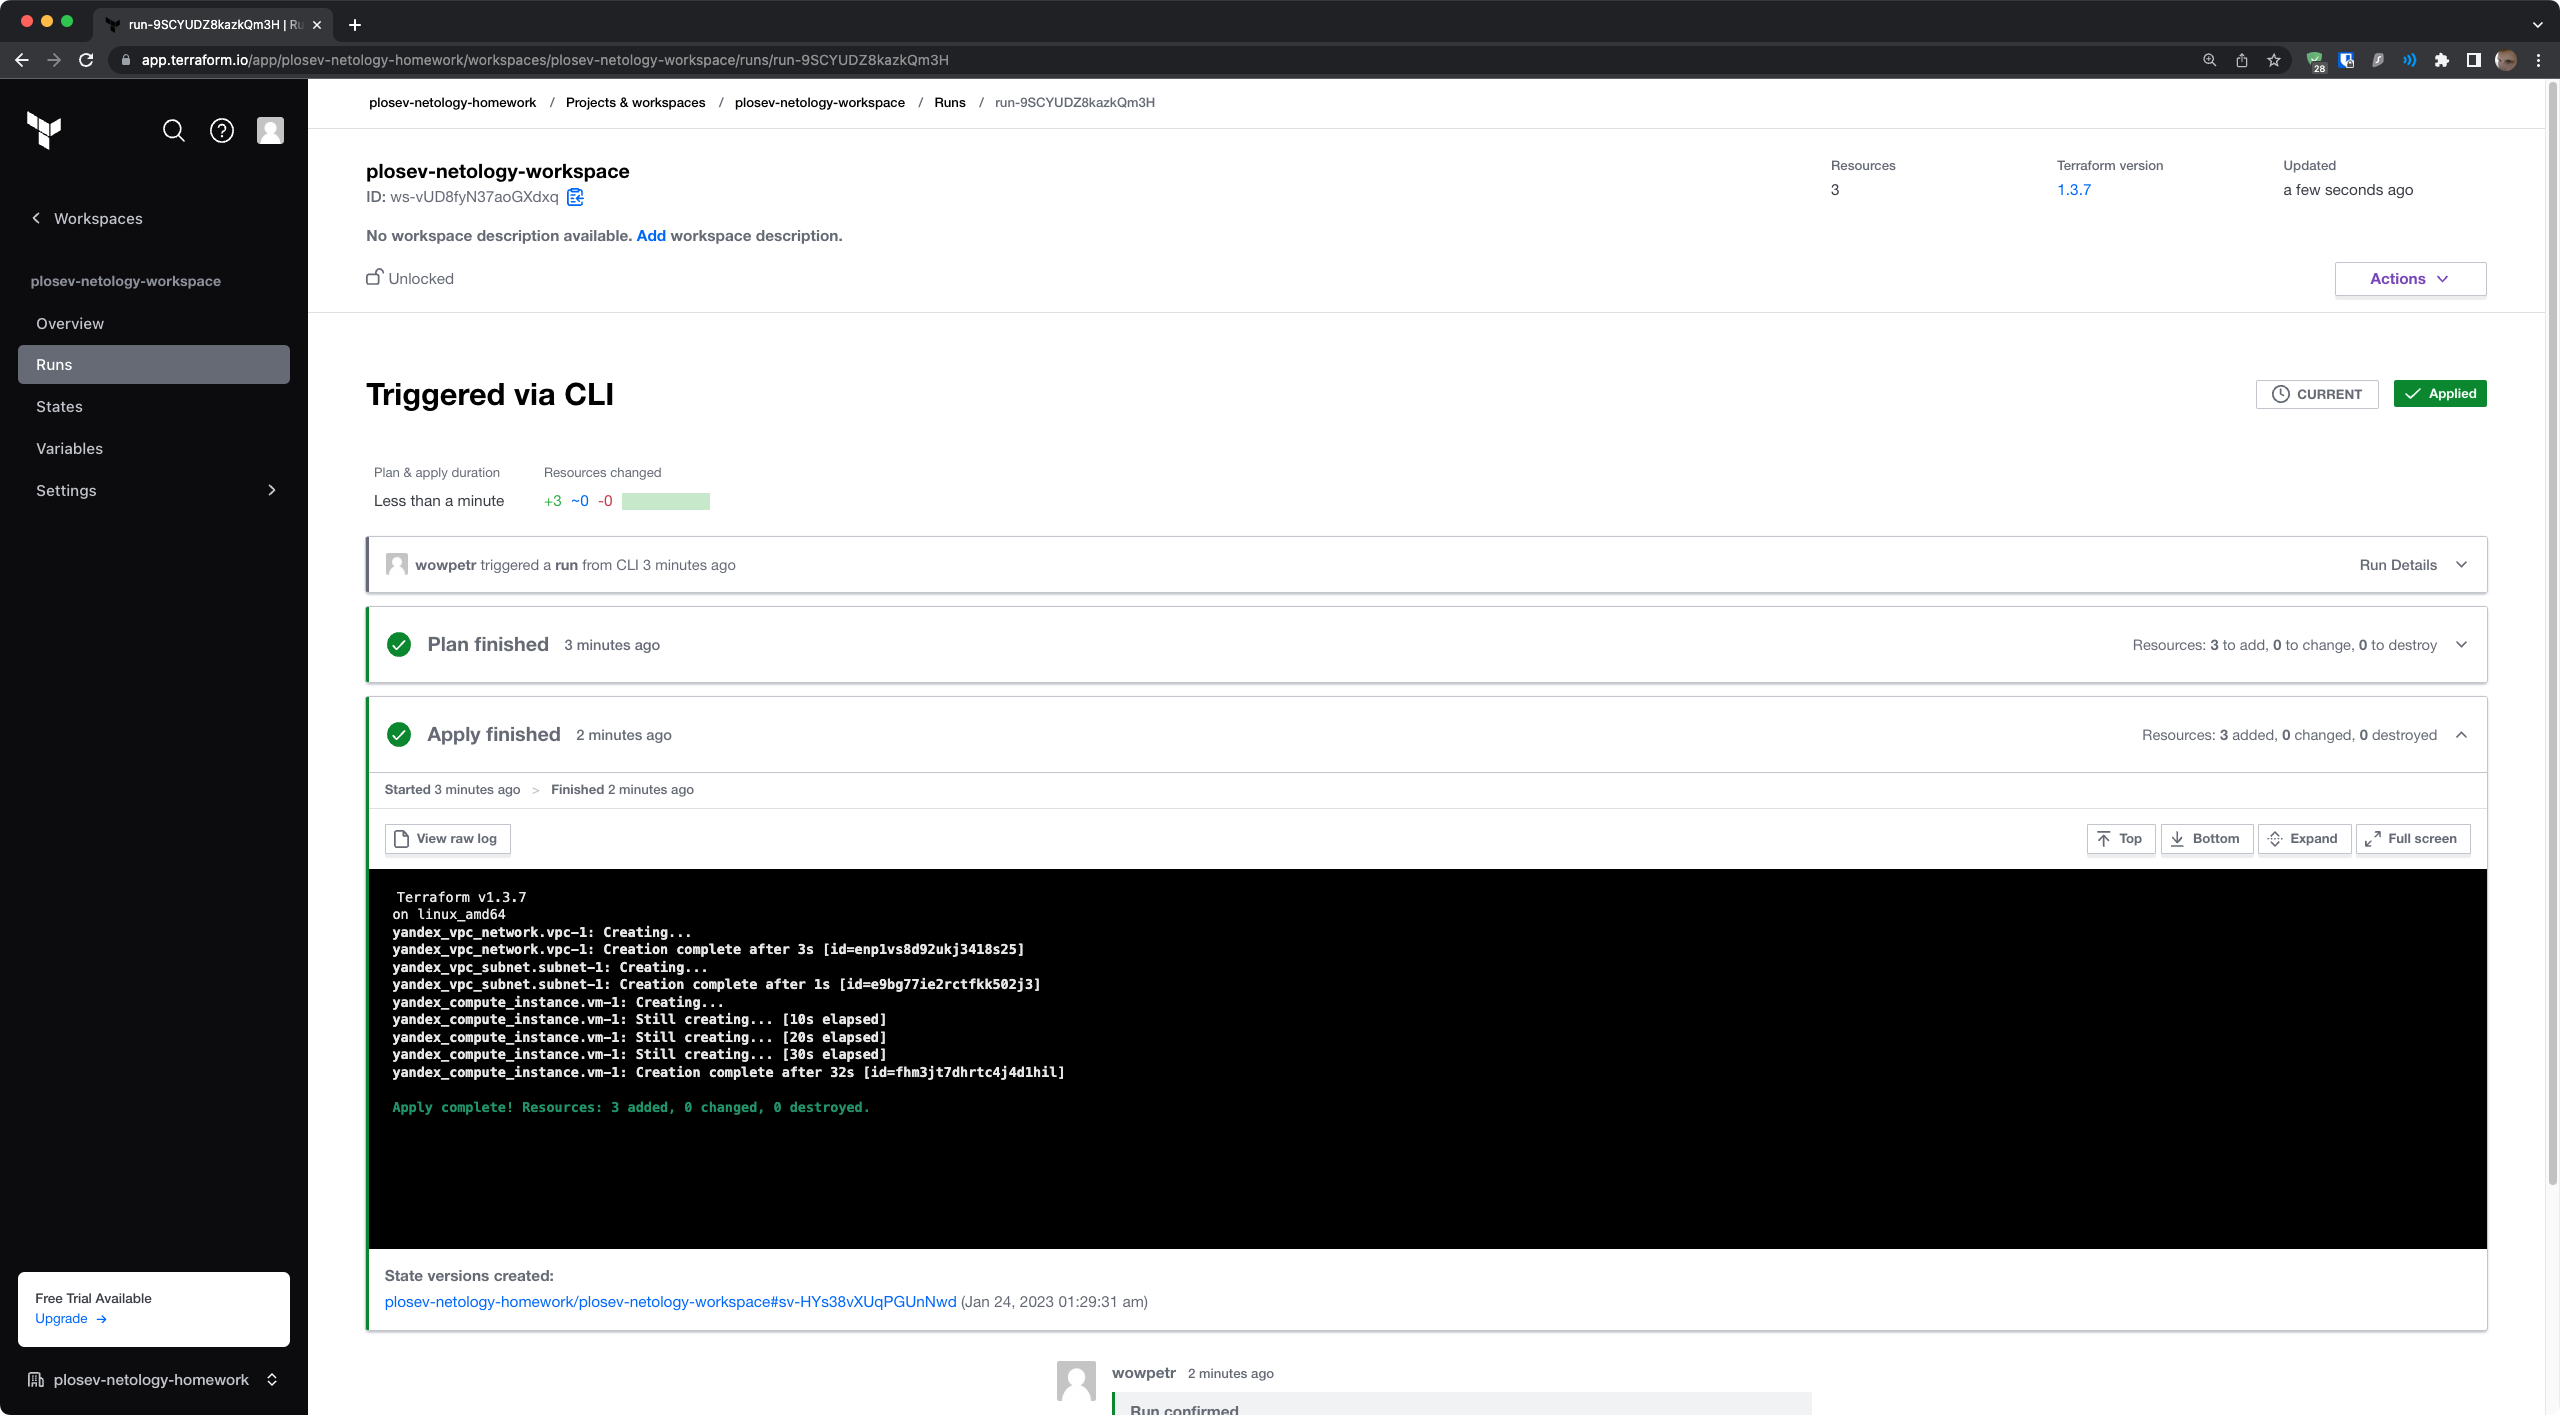 run-9SCYUDZ8kazkQm3H | Ru
app.terraform.io/app/plosev-netology-homework/workspaces/plosev-netology-workspace/runs/run-9SCYUDZ8kazkQm3H
28
plosev-netology-homework / Projects & workspaces / plosev-netology-workspace / Runs / run-9SCYUDZ8kazkQm3H
Workspaces
plosev-netology-workspace
Overview
Runs
States
Variables
Settings
Free Trial Available
Upgrade →
plosev-netology-homework
plosev-netology-workspace
ID: ws-vUD8fyN37aoGXdxq
No workspace description available. Add workspace description.
Unlocked
Resources
3
Terraform version
1.3.7
Updated
a few seconds ago
Actions
Triggered via CLI
CURRENT
Applied
Plan & apply duration
Less than a minute
Resources changed
+3 ~0 -0
wowpetr triggered a run from CLI 3 minutes ago
Run Details
Plan finished 3 minutes ago
Resources: 3 to add, 0 to change, 0 to destroy
Apply finished 2 minutes ago
Resources: 3 added, 0 changed, 0 destroyed
Started 3 minutes ago > Finished 2 minutes ago
View raw log
Top
Bottom
Expand
Full screen
Terraform v1.3.7
on linux_amd64
yandex_vpc_network.vpc-1: Creating...
yandex_vpc_network.vpc-1: Creation complete after 3s [id=enp1vs8d92ukj3418s25]
yandex_vpc_subnet.subnet-1: Creating...
yandex_vpc_subnet.subnet-1: Creation complete after 1s [id=e9bg77ie2rctfkk502j3]
yandex_compute_instance.vm-1: Creating...
yandex_compute_instance.vm-1: Still creating... [10s elapsed]
yandex_compute_instance.vm-1: Still creating... [20s elapsed]
yandex_compute_instance.vm-1: Still creating... [30s elapsed]
yandex_compute_instance.vm-1: Creation complete after 32s [id=fhm3jt7dhrtc4j4d1hil]
Apply complete! Resources: 3 added, 0 changed, 0 destroyed.
State versions created:
plosev-netology-homework/plosev-netology-workspace#sv-HYs38vXUqPGUnNwd (Jan 24, 2023 01:29:31 am)
wowpetr 2 minutes ago
Run confirmed